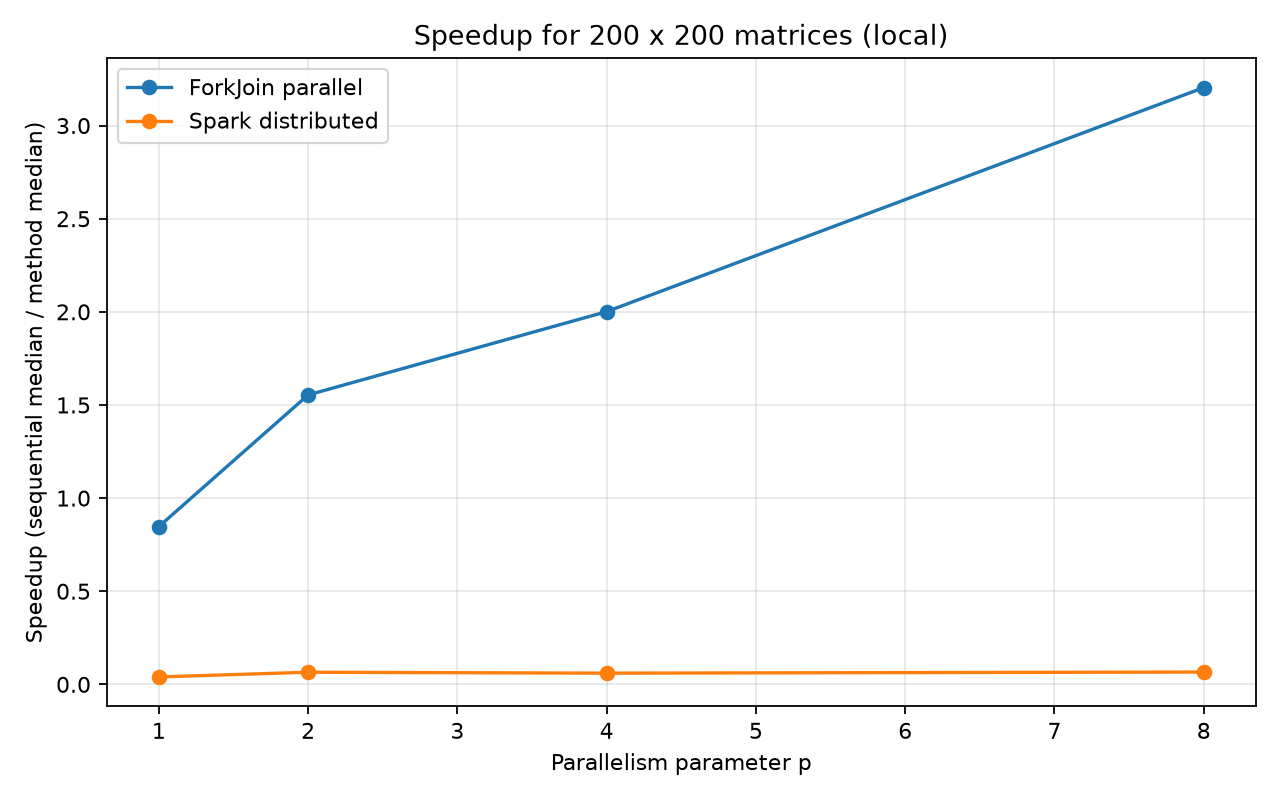 Speedup for 200 x 200 matrices (local)
ForkJoin parallel
Spark distributed
Speedup (sequential median / method median)
3.0
2.5
2.0
1.5
1.0
0.5
0.0
1 2 3 4 5 6 7 8
Parallelism parameter p